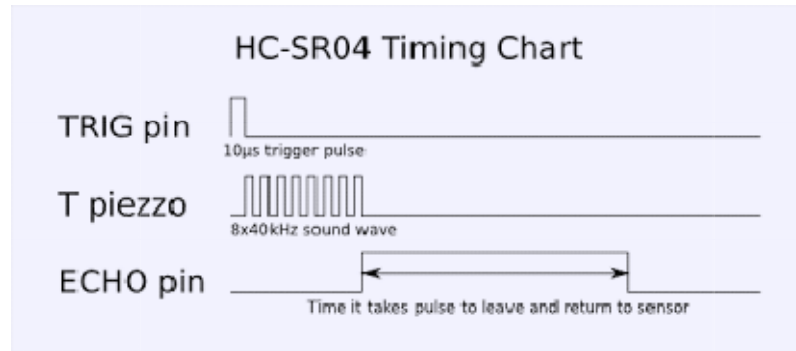 HC-SR04 Timing Chart
TRIG pin
10µs trigger pulse
T piezzo
8x40kHz sound wave
ECHO pin
Time it takes pulse to leave and return to sensor